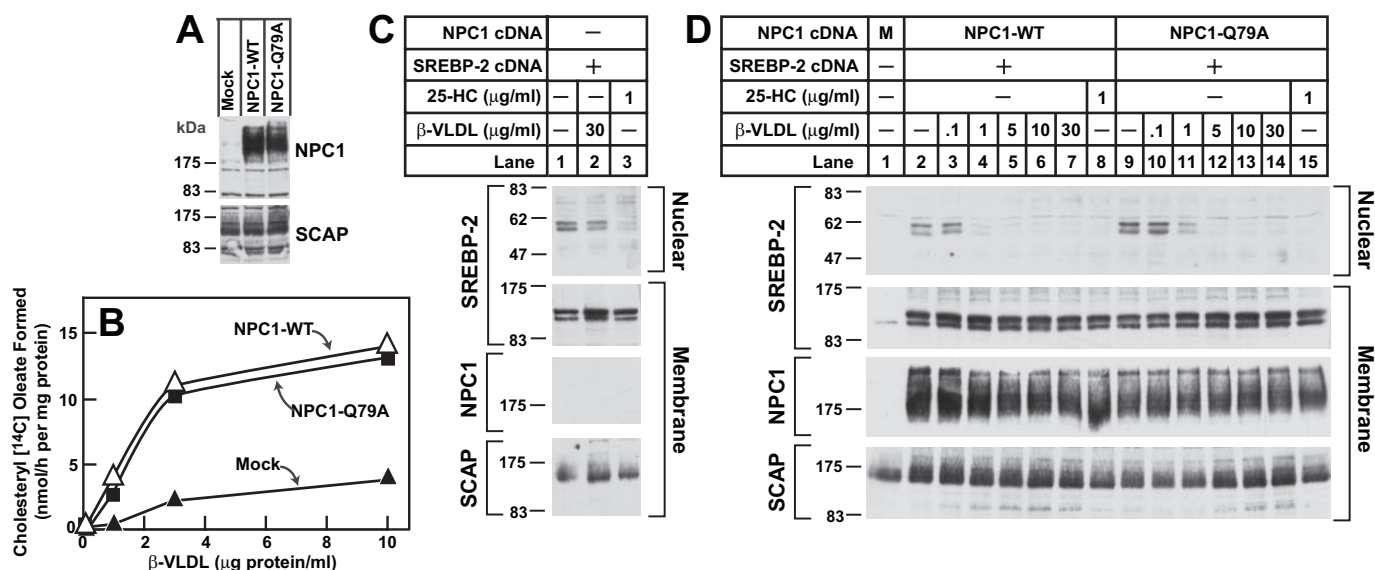 A
Mock
NPC1-WT
NPC1-Q79A
kDa
175
83
NPC1
175
83
SCAP
B
Cholesteryl [¹⁴C] Oleate Formed
(nmol/h per mg protein)
15
10
5
0
0 2 4 6 8 10
β-VLDL (μg protein/ml)
NPC1-WT
NPC1-Q79A
Mock
C
NPC1 cDNA –
SREBP-2 cDNA +
25-HC (μg/ml) – – 1
β-VLDL (μg/ml) – 30 –
Lane 1 2 3
SREBP-2
83
62
47
Nuclear
175
83
NPC1
175
SCAP
175
83
Membrane
D
NPC1 cDNA M NPC1-WT NPC1-Q79A
SREBP-2 cDNA – + +
25-HC (μg/ml) – – 1 – 1
β-VLDL (μg/ml) – – .1 1 5 10 30 – – .1 1 5 10 30 –
Lane 1 2 3 4 5 6 7 8 9 10 11 12 13 14 15
SREBP-2
83
62
47
Nuclear
175
83
NPC1
175
SCAP
175
83
Membrane